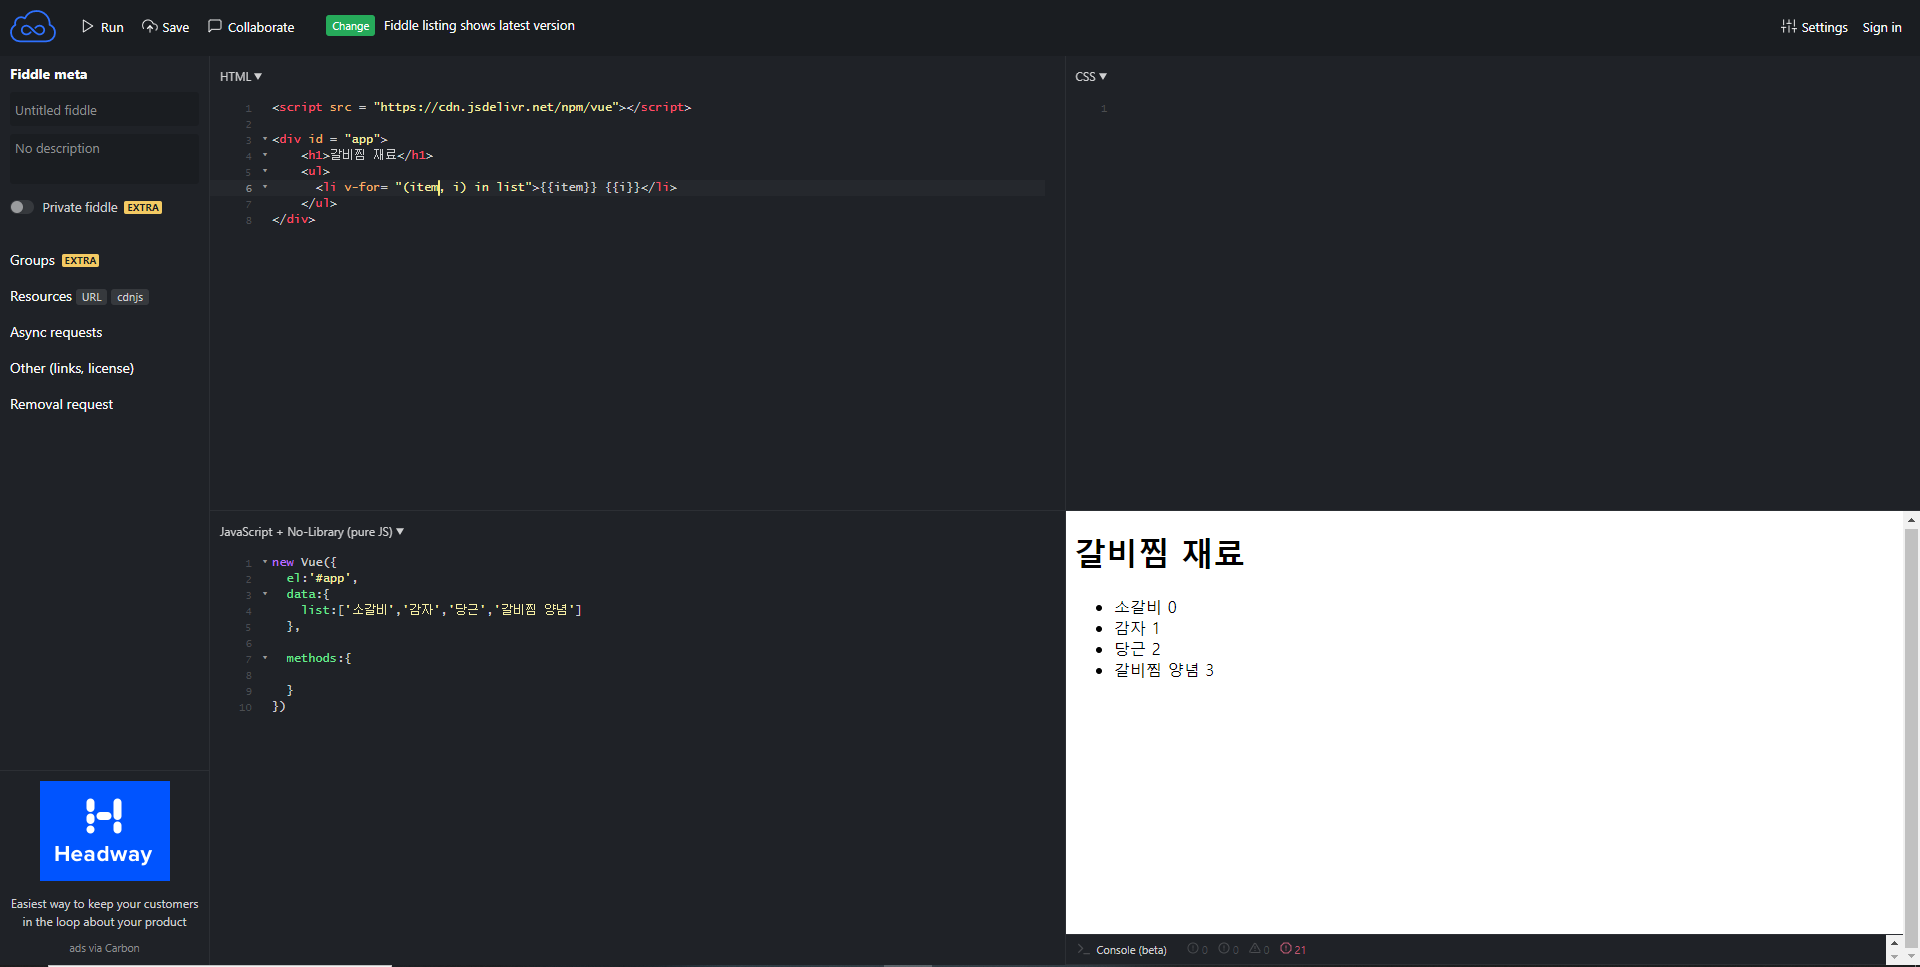 Run Save Collaborate Change Fiddle listing shows latest version Settings Sign in
Fiddle meta
Untitled fiddle
No description
Private fiddle EXTRA
Groups EXTRA
Resources URL cdnjs
Async requests
Other (links, license)
Removal request
Headway
Easiest way to keep your customers
in the loop about your product
ads via Carbon
HTML ▼
1 <script src = "https://cdn.jsdelivr.net/npm/vue"></script>
2
3 <div id = "app">
4 <h1>갈비찜 재료</h1>
5 <ul>
6 <li v-for= "(item, i) in list">{{item}} {{i}}</li>
7 </ul>
8 </div>
CSS ▼
1
JavaScript + No-Library (pure JS) ▼
1 new Vue({
2 el:'#app',
3 data:{
4 list:['소갈비','감자','당근','갈비찜 양념']
5 },
6
7 methods:{
8
9 }
10 })
갈비찜 재료
• 소갈비 0
• 감자 1
• 당근 2
• 갈비찜 양념 3
>_ Console (beta) 0 0 0 21